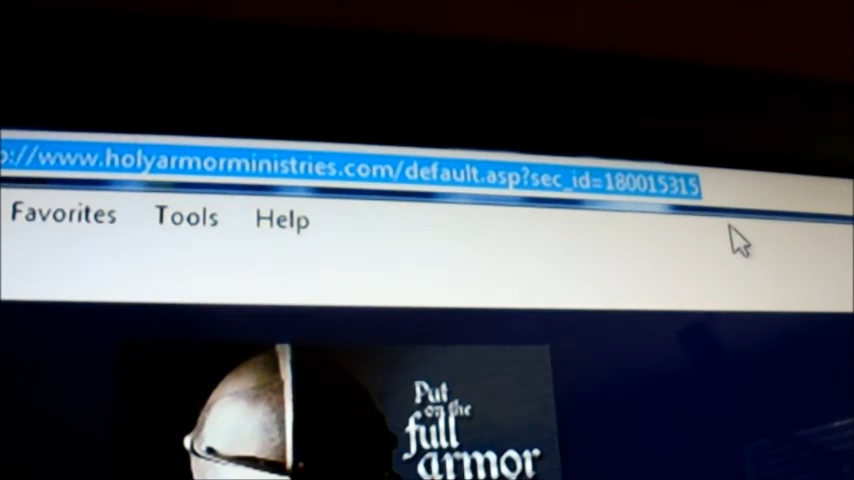 p://www.holyarmorministries.com/default.asp?sec_id=180015315
Favorites Tools Help
Put
on the
full
armor